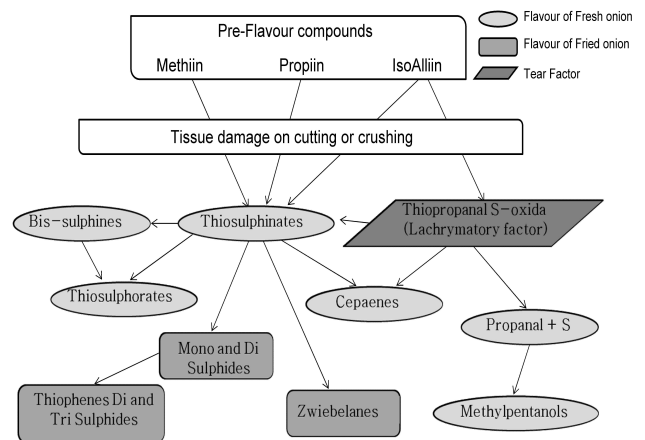 Pre-Flavour compounds
Methiin Propiin IsoAlliin
Flavour of Fresh onion
Flavour of Fried onion
Tear Factor
Tissue damage on cutting or crushing
Bis-sulphines
Thiosulphinates
Thiopropanal S-oxida
(Lachrymatory factor)
Thiosulphorates
Cepaenes
Propanal + S
Mono and Di
Sulphides
Thiophenes Di and
Tri Sulphides
Zwiebelanes
Methylpentanols